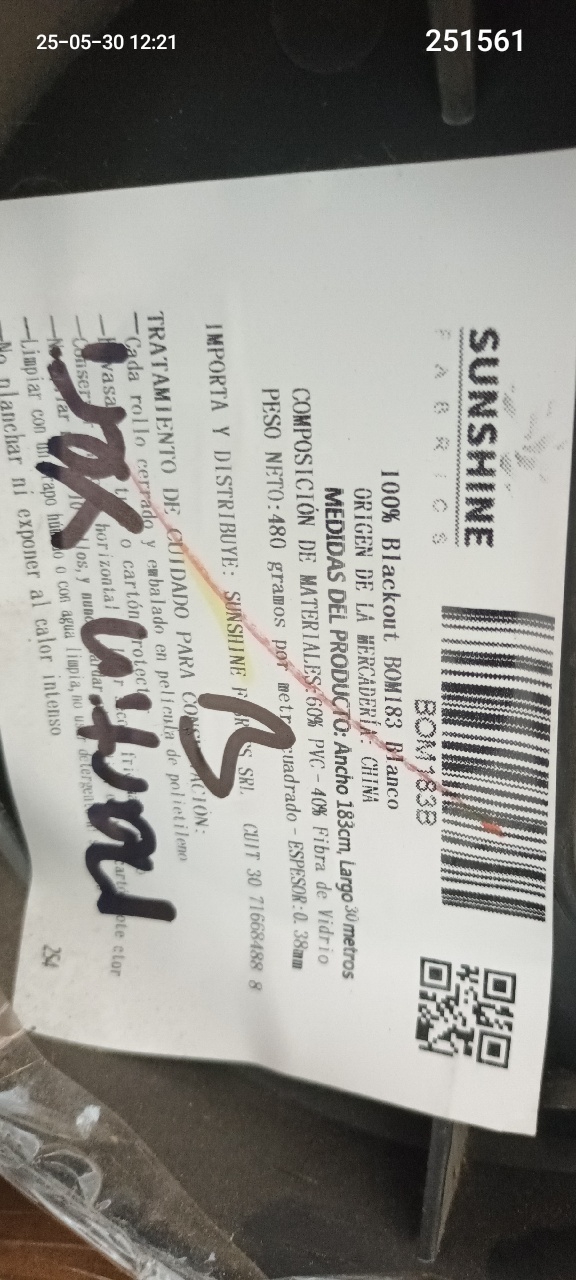 25-05-30 12:21
251561
SUNSHINE
FABRICS
BOM183B
100% Blackout BOM183 Blanco
ORIGEN DE LA MERCADERIA: CHINA
MEDIDAS DEL PRODUCTO: Ancho 183cm, Largo 30 metros
COMPOSICIÓN DE MATERIALES:60% PVC - 40% Fibra de Vidrio
PESO NETO:480 gramos por metro cuadrado - ESPESOR:0.38mm
IMPORTA Y DISTRIBUYE: SUNSHINE FABRICS SRL CUIT 30 71668488 8
TRATAMIENTO DE CUIDADO PARA CONSERVACIÓN:
—Cada rollo cerrado y embalado en película de polietileno
horizontal
—Limpiar con un trapo húmedo o con agua limpia, no usar detergente
—No planchar ni exponer al calor intenso
254